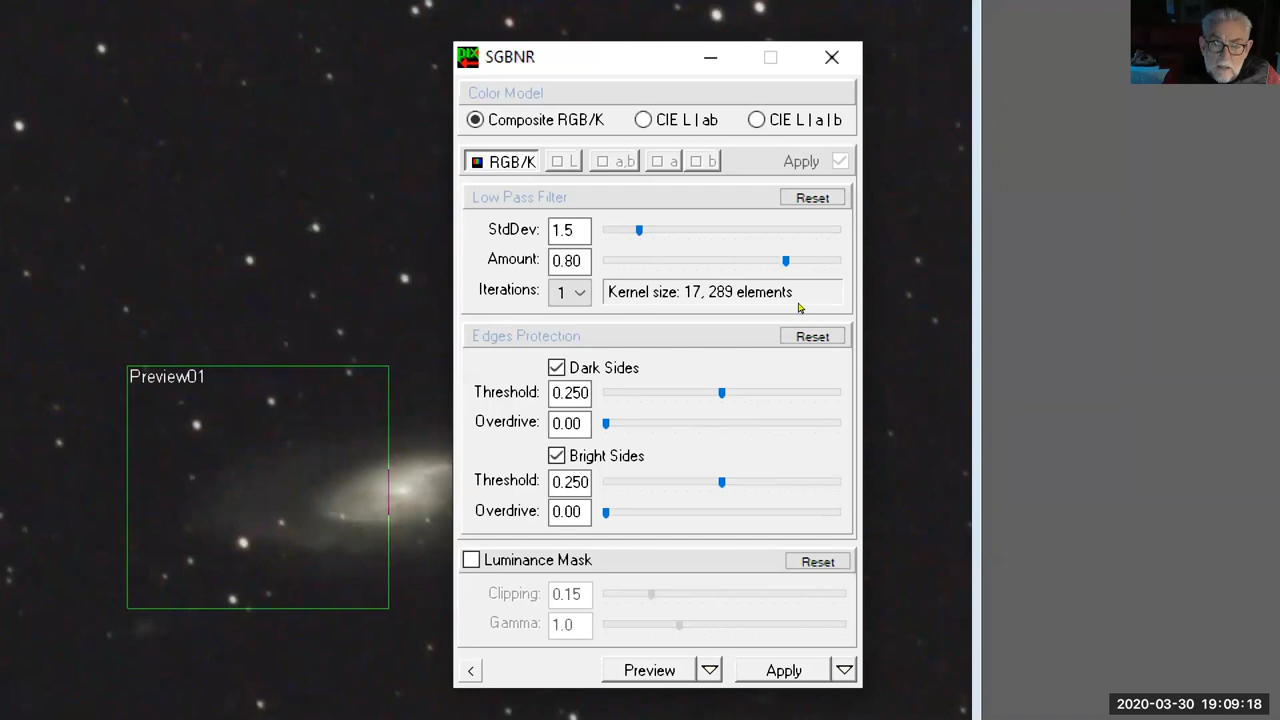 SGBNR
Color Model
Composite RGB/K CIE L | ab CIE L | a | b
RGB/K L a,b a b Apply
Low Pass Filter Reset
StdDev: 1.5
Amount: 0.80
Iterations: 1 Kernel size: 17, 289 elements
Edges Protection Reset
Dark Sides
Threshold: 0.250
Overdrive: 0.00
Bright Sides
Threshold: 0.250
Overdrive: 0.00
Luminance Mask Reset
Clipping: 0.15
Gamma: 1.0
< Preview Apply
Preview01
2020-03-30 19:09:18